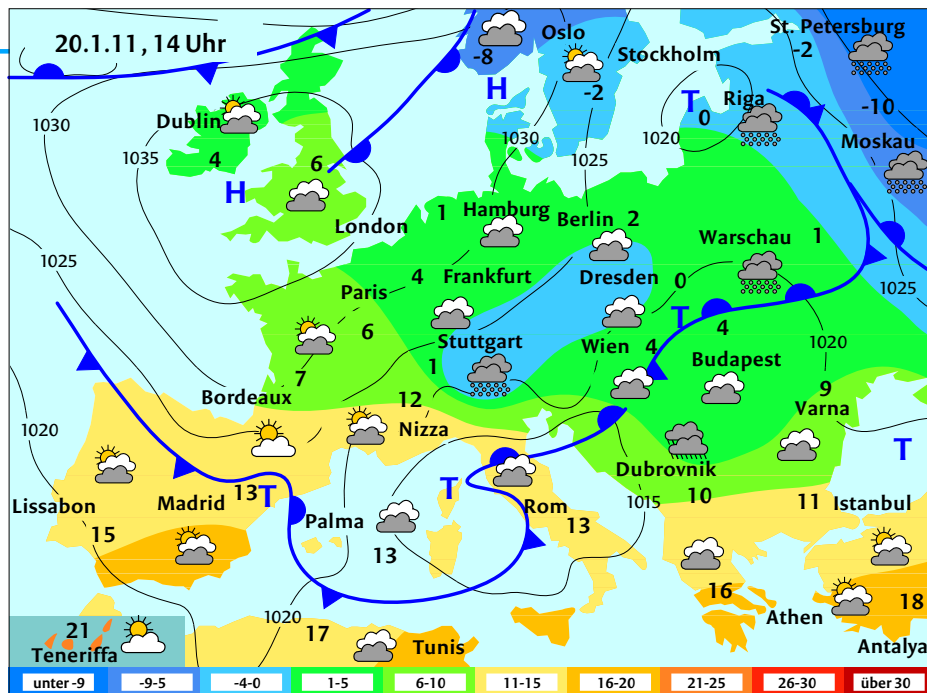 20.1.11, 14 Uhr
Oslo
-8
St. Petersburg
-2
Stockholm
-2
H
T
0
Riga
-10
1030
1035
Dublin
4
6
1030
1025
1020
Moskau
H
London
1
Hamburg
Berlin
2
Warschau
1
1025
Paris
4
Frankfurt
Dresden
0
1025
6
T
4
1020
7
Stuttgart
1
Wien
4
Budapest
Bordeaux
12
Nizza
9
Varna
1020
T
Dubrovnik
10
Lissabon
15
Madrid
13
T
T
Palma
13
Rom
13
1015
11
Istanbul
16
Athen
18
Antalya
21
Teneriffa
1020
17
Tunis
unter -9
-9-5
-4-0
1-5
6-10
11-15
16-20
21-25
26-30
über 30